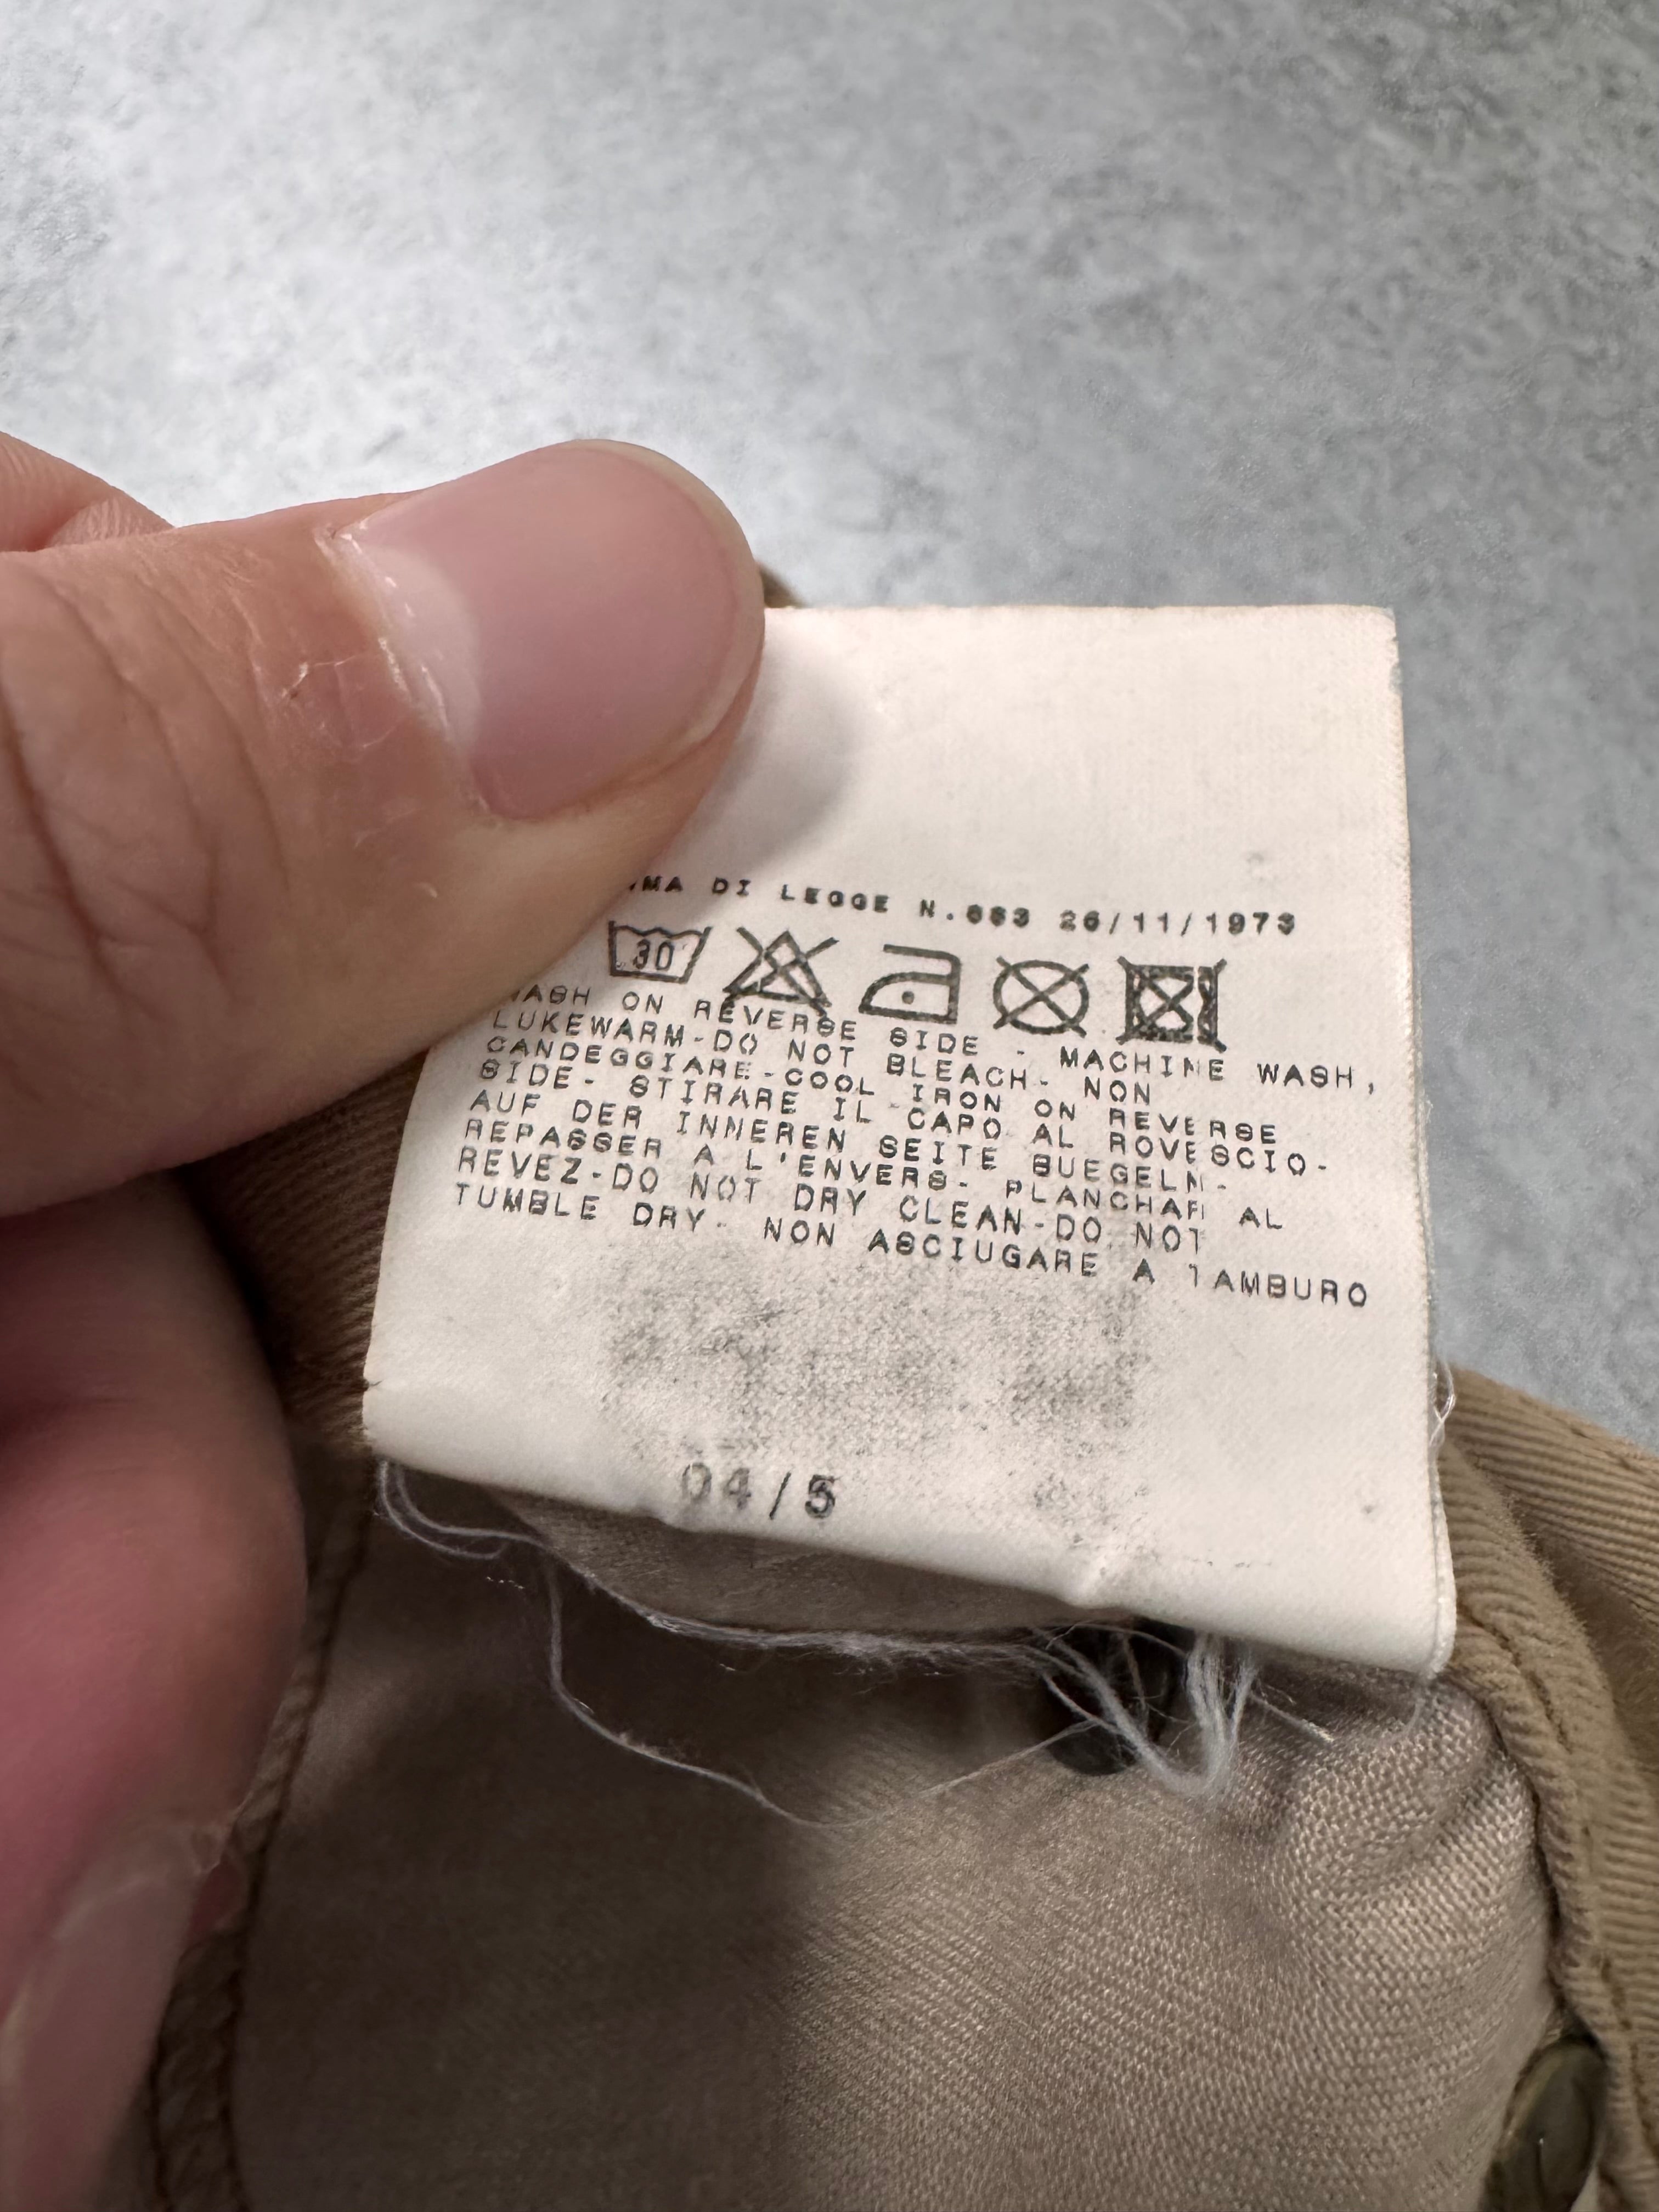 DI LEGGE N.883 26/11/1973
30
WASH ON REVERSE SIDE - MACHINE WASH,
LUKEWARM-DO NOT BLEACH- NON
CANDEGGIARE-COOL IRON ON REVERSE
SIDE- STIRARE IL CAPO AL ROVESCIO-
AUF DER INNEREN SEITE BUEGELN-
REPASSER A L'ENVERS- PLANCHAR AL
REVEZ-DO NOT DRY CLEAN-DO NOT
TUMBLE DRY- NON ASCIUGARE A TAMBURO
04/5